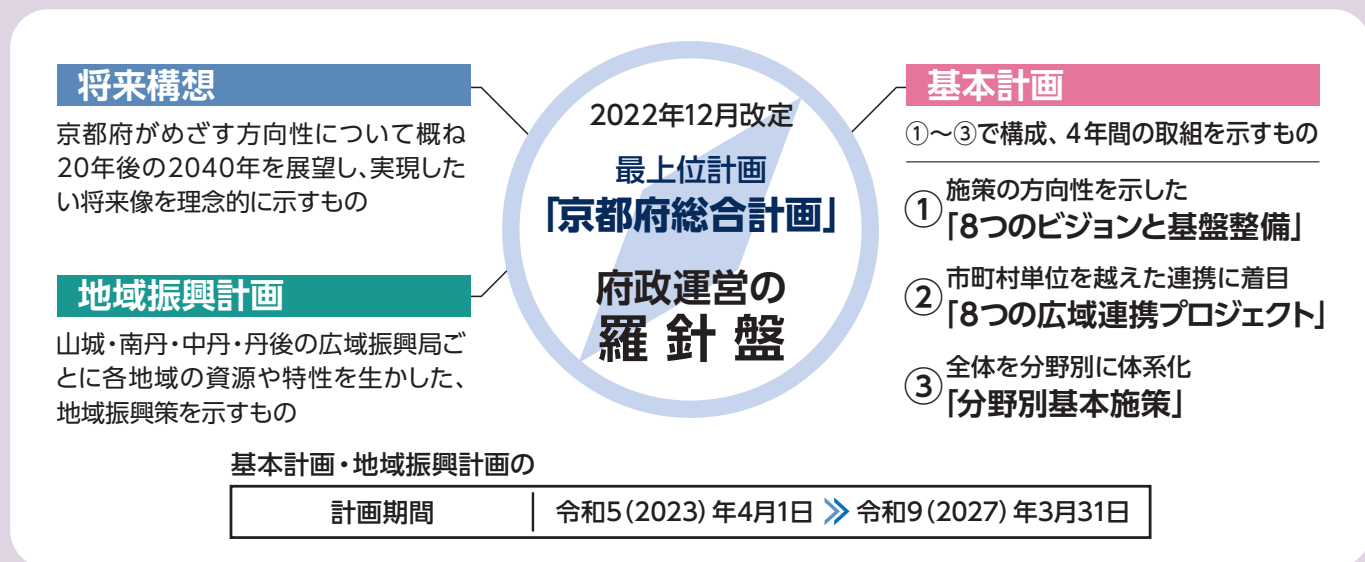 将来構想
京都府がめざす方向性について概ね
20年後の2040年を展望し、実現した
い将来像を理念的に示すもの
地域振興計画
山城・南丹・中丹・丹後の広域振興局ご
とに各地域の資源や特性を生かした、
地域振興策を示すもの
2022年12月改定
最上位計画
「京都府総合計画」
府政運営の
羅針盤
基本計画
①～③で構成、4年間の取組を示すもの
① 施策の方向性を示した
「8つのビジョンと基盤整備」
② 市町村単位を越えた連携に着目
「8つの広域連携プロジェクト」
③ 全体を分野別に体系化
「分野別基本施策」
基本計画・地域振興計画の
計画期間 令和5(2023)年4月1日 ≫ 令和9(2027)年3月31日